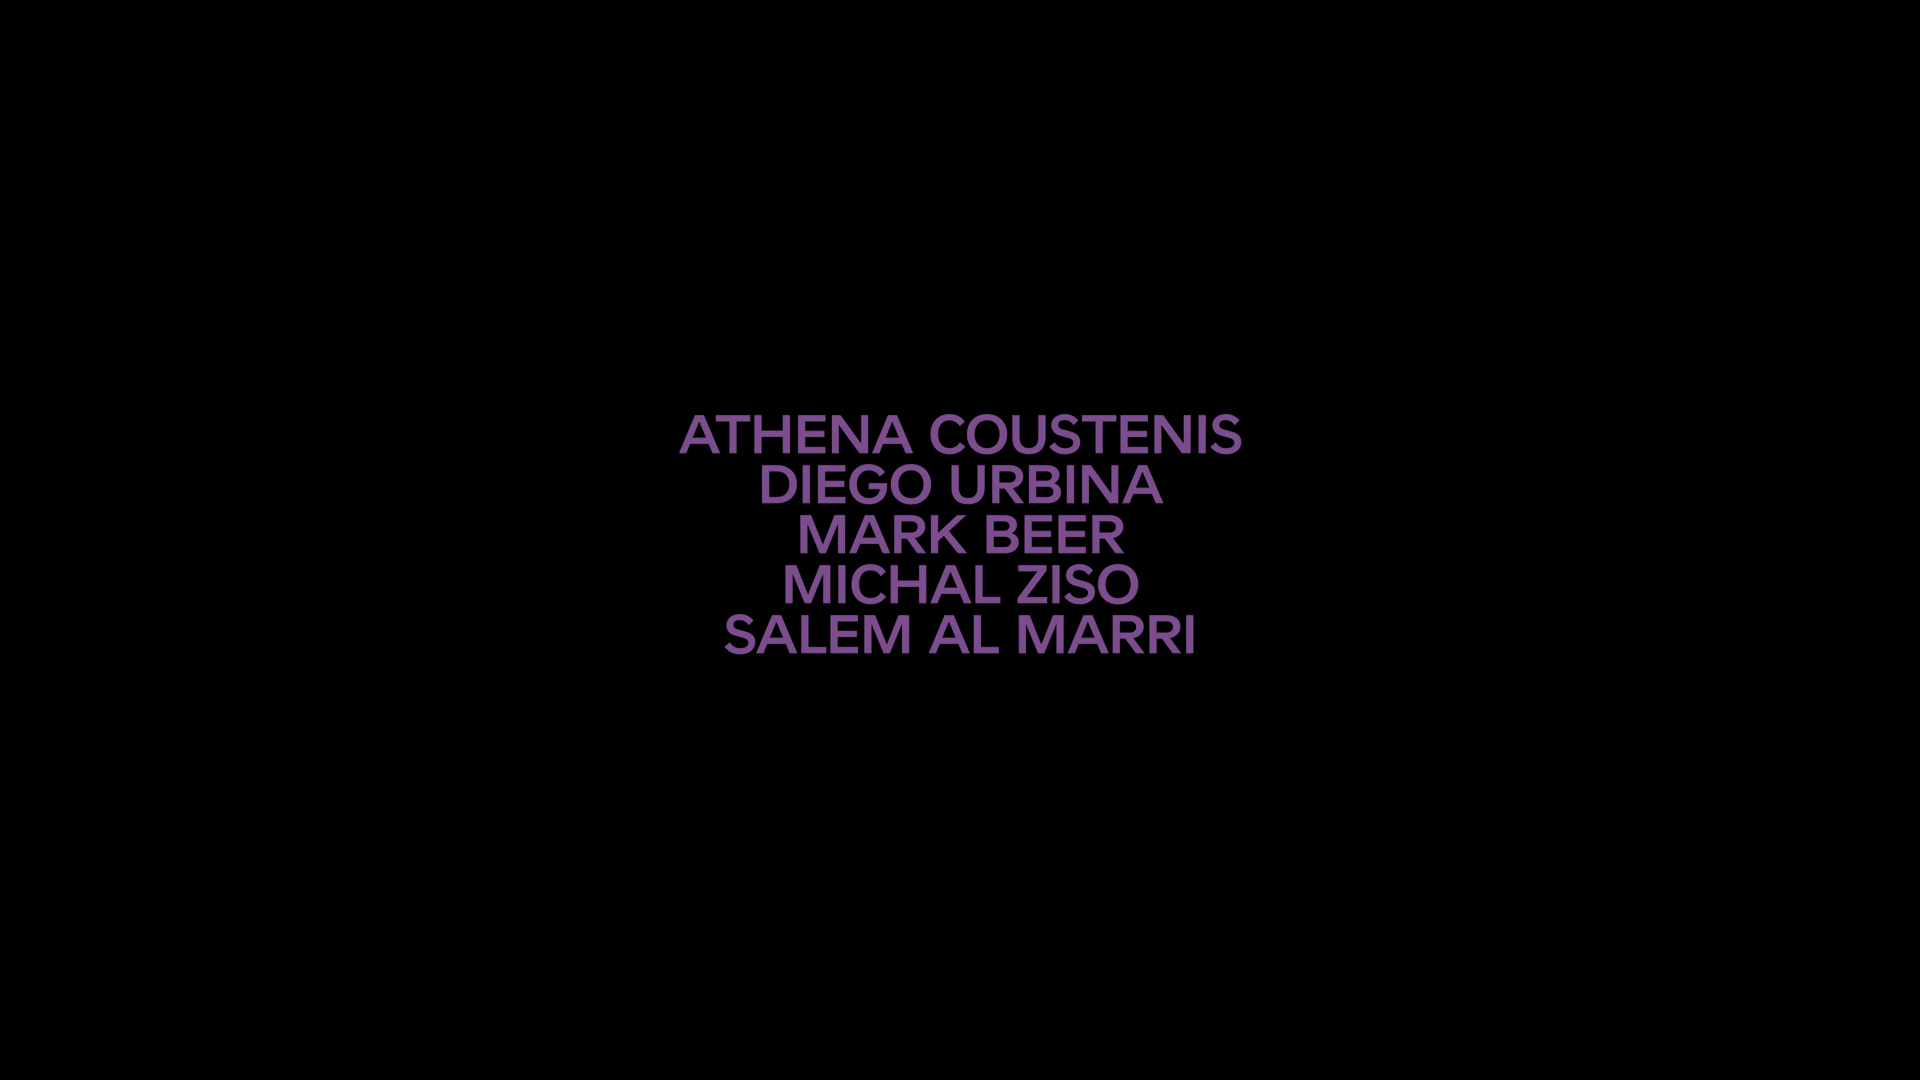 ATHENA COUSTENIS
DIEGO URBINA
MARK BEER
MICHAL ZISO
SALEM AL MARRI